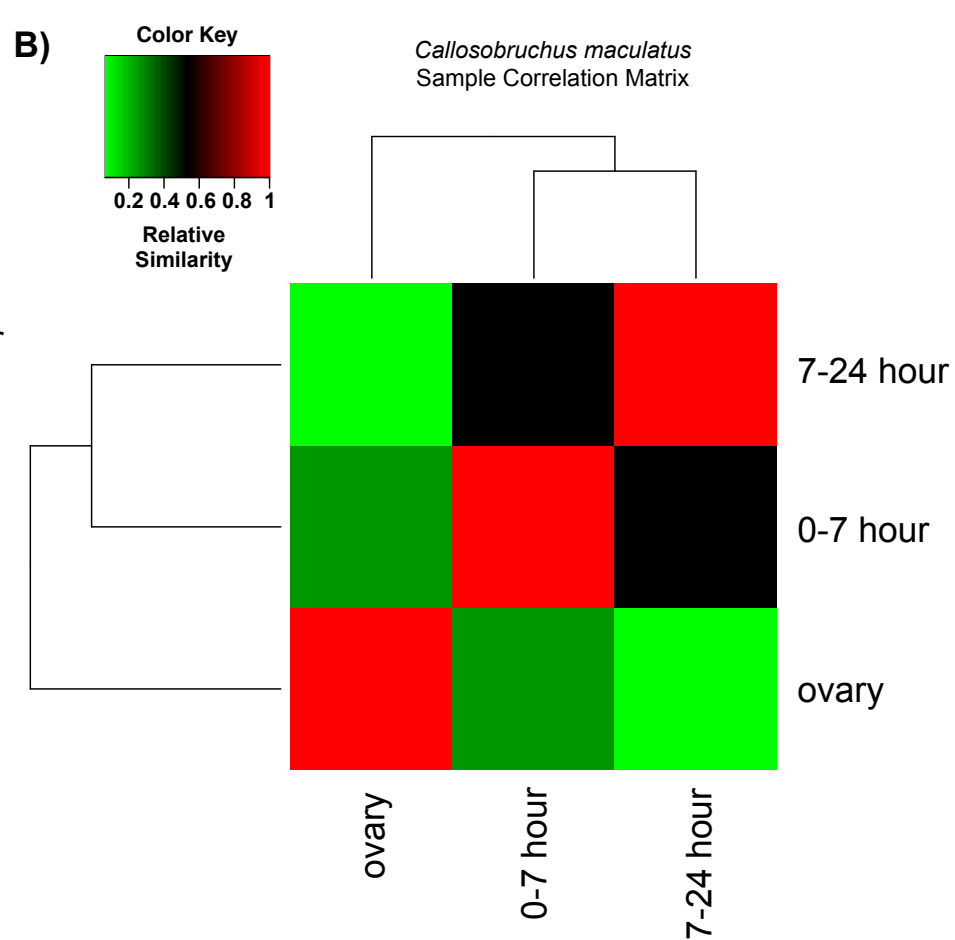 B)
Color Key
0.2 0.4 0.6 0.8 1
Relative
Similarity
Callosobruchus maculatus
Sample Correlation Matrix
7-24 hour
0-7 hour
ovary
ovary
0-7 hour
7-24 hour